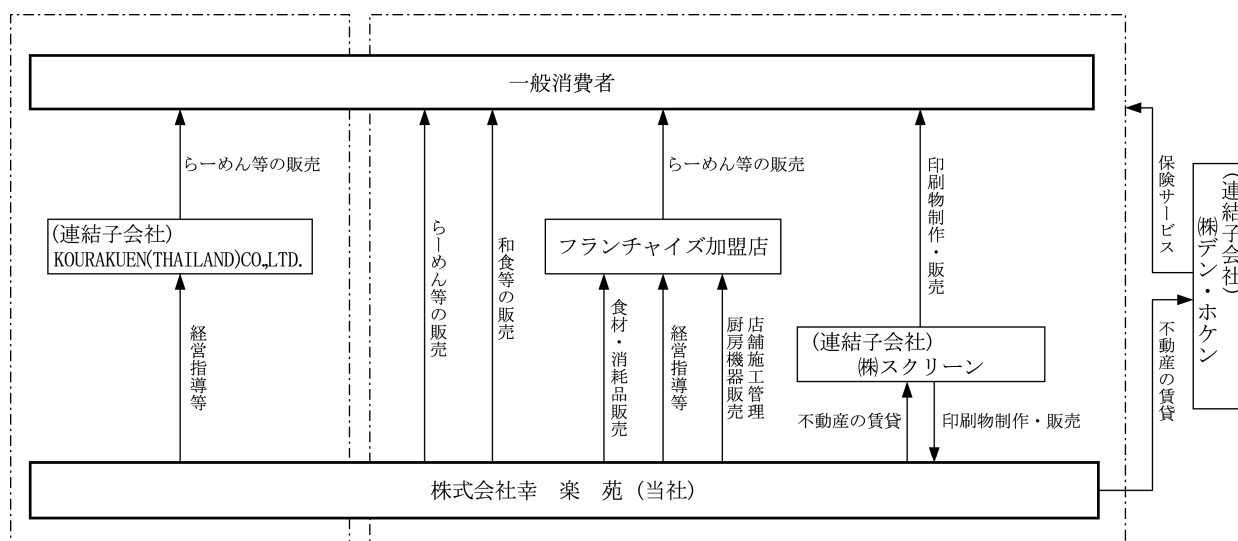 一般消費者
らーめん等の販売
らーめん等の販売
和食等の販売
らーめん等の販売
印刷物制作・販売
保険サービス
(連結子会社)
KOURAKUEN(THAILAND)CO.,LTD.
フランチャイズ加盟店
(連結子会社)
㈱デン・ホケン
経営指導等
食材・消耗品販売
経営指導等
店舗施工管理
厨房機器販売
(連結子会社)
㈱スクリーン
不動産の賃貸
不動産の賃貸
印刷物制作・販売
株式会社幸 楽 苑(当社)